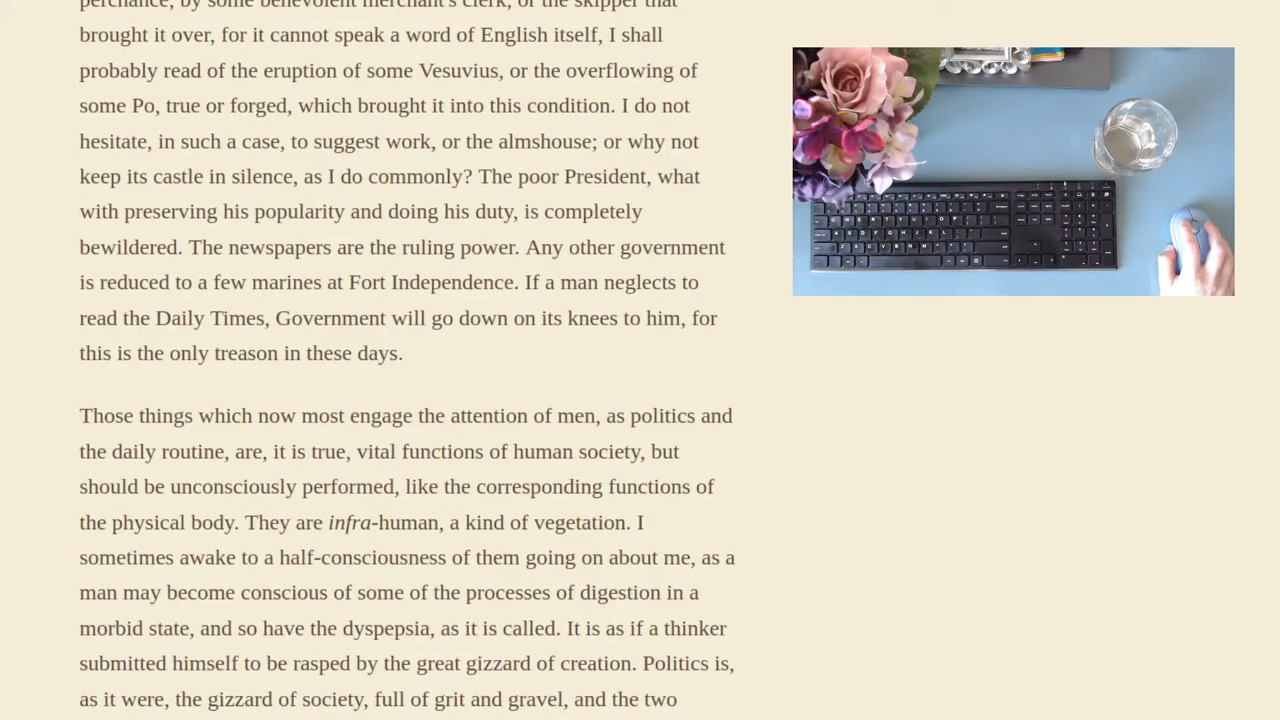 perchance, by some benevolent merchant's clerk, or the skipper that
brought it over, for it cannot speak a word of English itself, I shall
probably read of the eruption of some Vesuvius, or the overflowing of
some Po, true or forged, which brought it into this condition. I do not
hesitate, in such a case, to suggest work, or the almshouse; or why not
keep its castle in silence, as I do commonly? The poor President, what
with preserving his popularity and doing his duty, is completely
bewildered. The newspapers are the ruling power. Any other government
is reduced to a few marines at Fort Independence. If a man neglects to
read the Daily Times, Government will go down on its knees to him, for
this is the only treason in these days.
Those things which now most engage the attention of men, as politics and
the daily routine, are, it is true, vital functions of human society, but
should be unconsciously performed, like the corresponding functions of
the physical body. They are infra-human, a kind of vegetation. I
sometimes awake to a half-consciousness of them going on about me, as a
man may become conscious of some of the processes of digestion in a
morbid state, and so have the dyspepsia, as it is called. It is as if a thinker
submitted himself to be rasped by the great gizzard of creation. Politics is,
as it were, the gizzard of society, full of grit and gravel, and the two